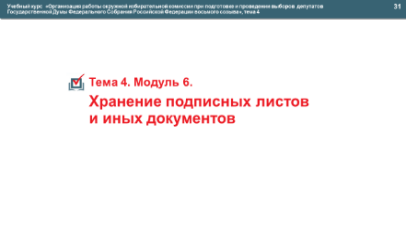 Учебный курс «Организация работы окружной избирательной комиссии при подготовке и проведении выборов депутатов
31
Государственной Думы Федерального Собрания Российской Федерации восьмого созыва», тема 4
Тема 4. Модуль 6.
Хранение подписных листов
и иных документов